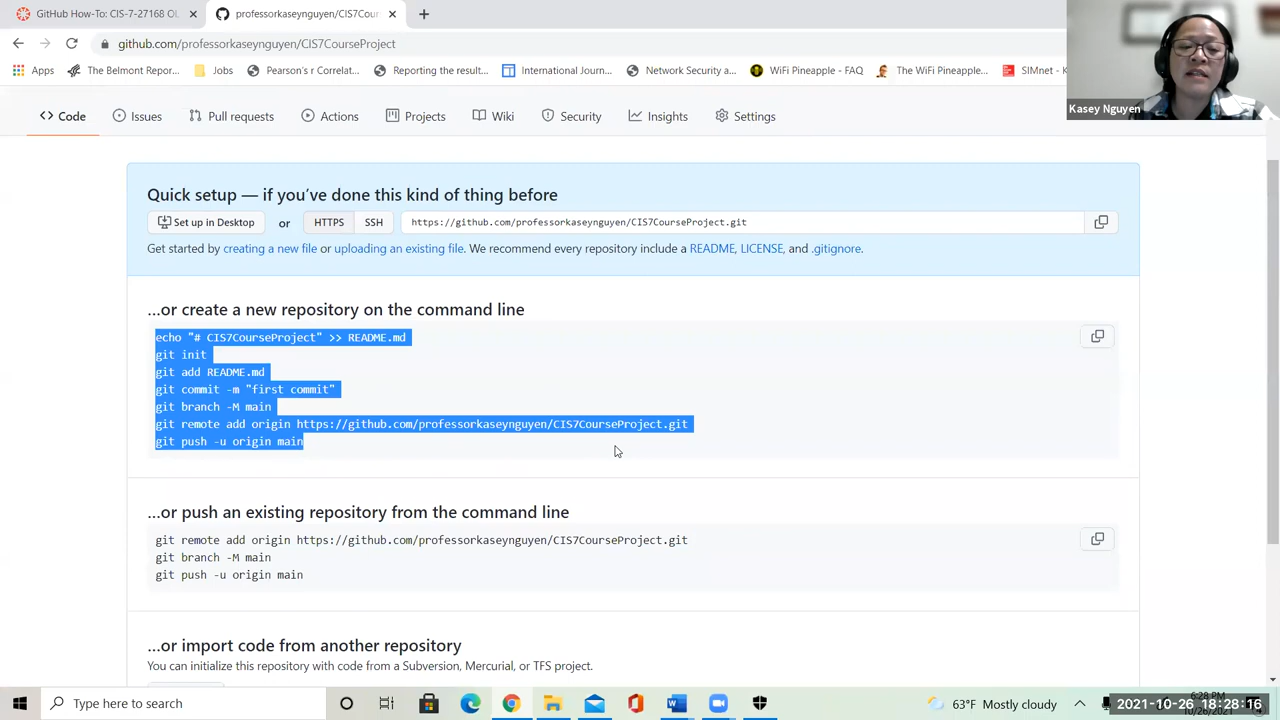 GitHub How-To: CIS-7-27168 OL
professorkaseynguyen/CIS7Cour
github.com/professorkaseynguyen/CIS7CourseProject
Apps
The Belmont Repor...
Jobs
Pearson's r Correlat...
Reporting the result...
International Journ...
Network Security a...
WiFi Pineapple - FAQ
The WiFi Pineapple...
SIMnet - K
Kasey Nguyen
Code
Issues
Pull requests
Actions
Projects
Wiki
Security
Insights
Settings
Quick setup — if you've done this kind of thing before
Set up in Desktop or HTTPS SSH https://github.com/professorkaseynguyen/CIS7CourseProject.git
Get started by creating a new file or uploading an existing file. We recommend every repository include a README, LICENSE, and .gitignore.
...or create a new repository on the command line
echo "# CIS7CourseProject" >> README.md
git init
git add README.md
git commit -m "first commit"
git branch -M main
git remote add origin https://github.com/professorkaseynguyen/CIS7CourseProject.git
git push -u origin main
...or push an existing repository from the command line
git remote add origin https://github.com/professorkaseynguyen/CIS7CourseProject.git
git branch -M main
git push -u origin main
...or import code from another repository
You can initialize this repository with code from a Subversion, Mercurial, or TFS project.
Type here to search
63°F Mostly cloudy
6:28 PM
2021-10-26 18:28:16